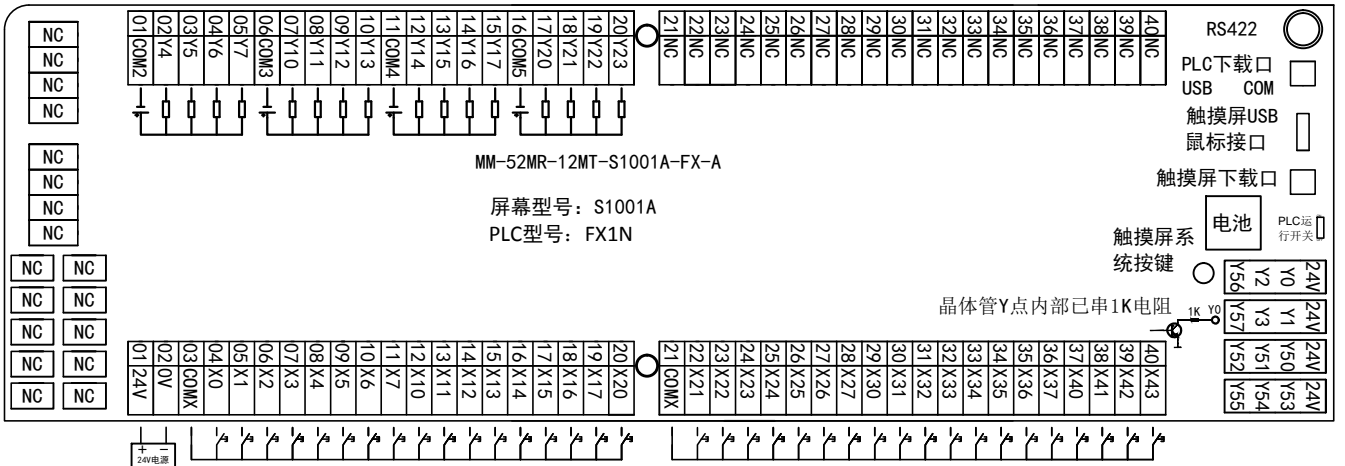 NC
NC
NC
NC
NC
NC
NC
NC
NC NC
NC NC
NC NC
NC NC
NC NC
01 COM2
02 Y4
03 Y5
04 Y6
05 Y7
06 COM3
07 Y10
08 Y11
09 Y12
10 Y13
11 COM4
12 Y14
13 Y15
14 Y16
15 Y17
16 COM5
17 Y20
18 Y21
19 Y22
20 Y23
21 NC
22 NC
23 NC
24 NC
25 NC
26 NC
27 NC
28 NC
29 NC
30 NC
31 NC
32 NC
33 NC
34 NC
35 NC
36 NC
37 NC
38 NC
39 NC
40 NC
RS422
PLC下载口
USB COM
触摸屏USB
鼠标接口
触摸屏下载口
电池
PLC运
行开关
触摸屏系
统按键
MM-52MR-12MT-S1001A-FX-A
屏幕型号：S1001A
PLC型号：FX1N
晶体管Y点内部已串1K电阻
1K Y0
Y56 Y2 Y0 24V
Y57 Y3 Y1 24V
Y52 Y51 Y50 24V
Y55 Y54 Y53 24V
01 24V
02 0V
03 COMX
04 X0
05 X1
06 X2
07 X3
08 X4
09 X5
10 X6
11 X7
12 X10
13 X11
14 X12
15 X13
16 X14
17 X15
18 X16
19 X17
20 X20
21 COMX
22 X21
23 X22
24 X23
25 X24
26 X25
27 X26
28 X27
29 X30
30 X31
31 X32
32 X33
33 X34
34 X35
35 X36
36 X37
37 X40
38 X41
39 X42
40 X43
+ −
24V电源